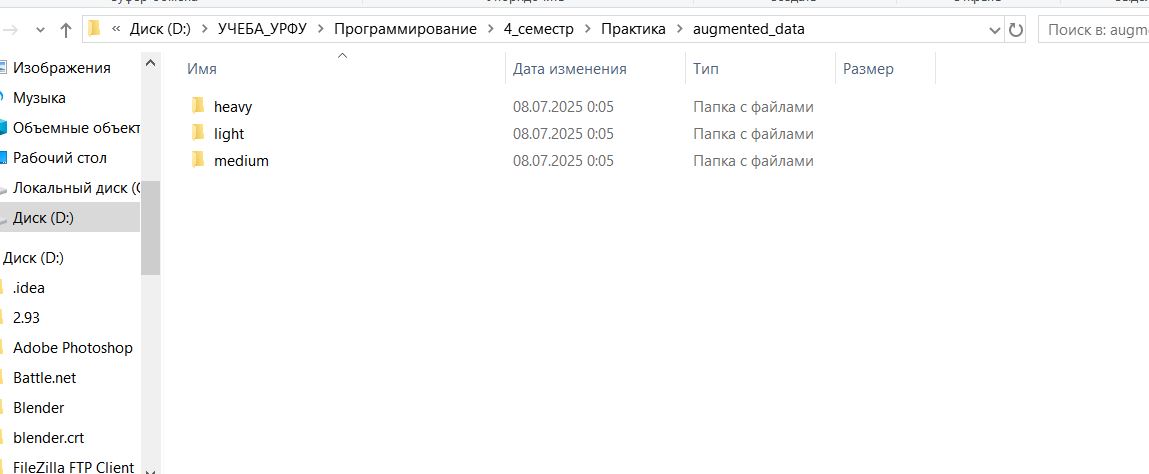 « Диск (D:) > УЧЕБА_УРФУ > Программирование > 4_семестр > Практика > augmented_data
Поиск в: augm
Изображения
Музыка
Объемные объект
Рабочий стол
Локальный диск (
Диск (D:)
Диск (D:)
.idea
2.93
Adobe Photoshop
Battle.net
Blender
blender.crt
FileZilla FTP Client
Имя Дата изменения Тип Размер
heavy 08.07.2025 0:05 Папка с файлами
light 08.07.2025 0:05 Папка с файлами
medium 08.07.2025 0:05 Папка с файлами